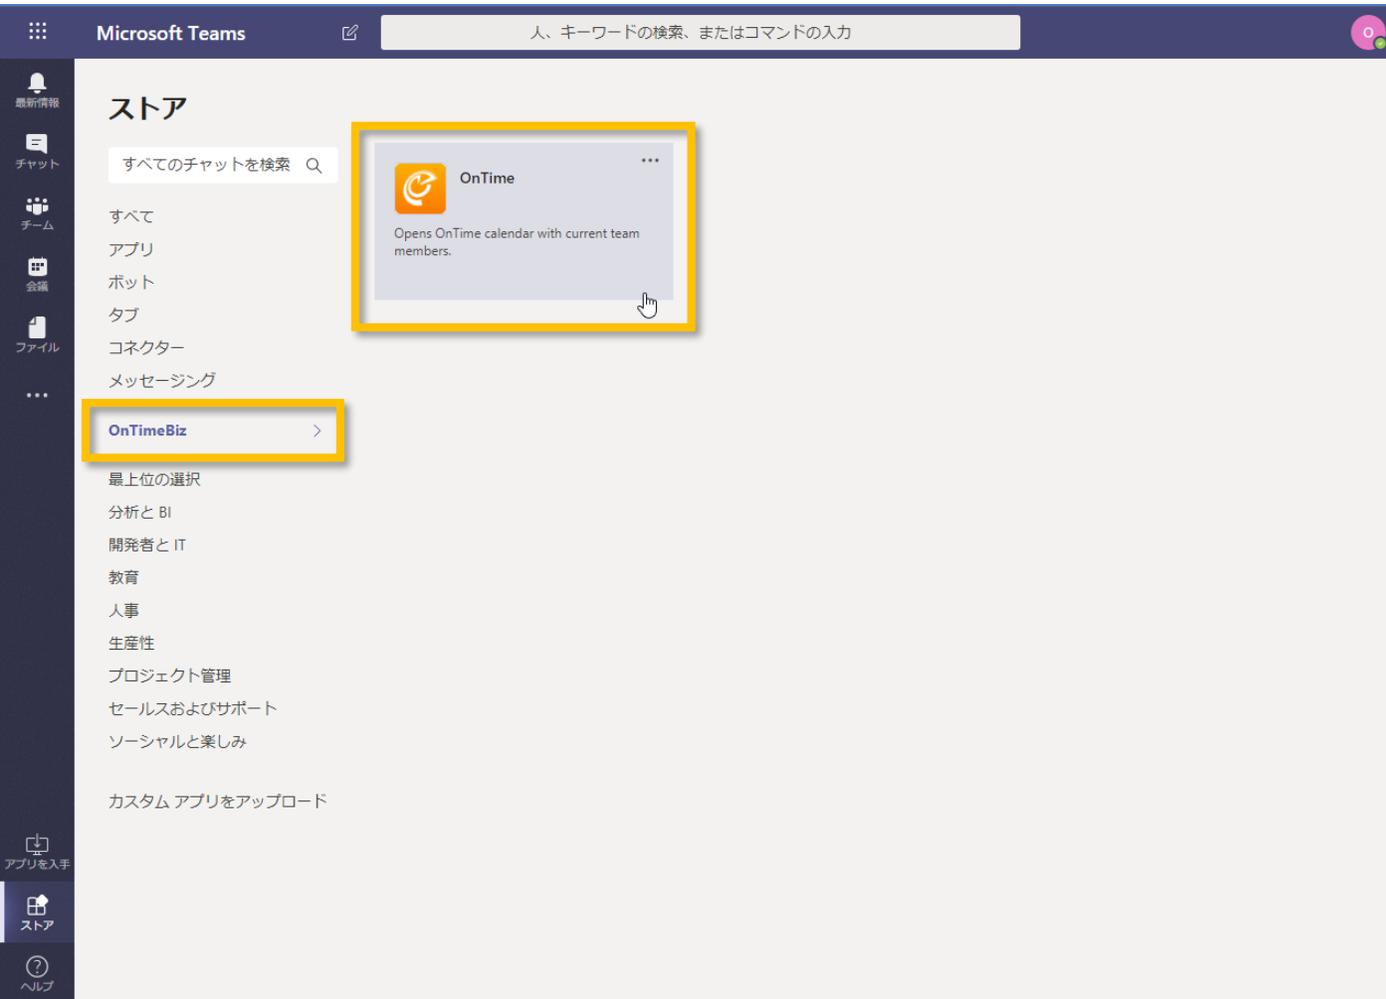 Microsoft Teams
人、キーワードの検索、またはコマンドの入力
O
最新情報
チャット
チーム
会議
ファイル
アプリを入手
ストア
ヘルプ
ストア
すべてのチャットを検索
すべて
アプリ
ボット
タブ
コネクター
メッセージング
OnTimeBiz
最上位の選択
分析と BI
開発者と IT
教育
人事
生産性
プロジェクト管理
セールスおよびサポート
ソーシャルと楽しみ
カスタム アプリをアップロード
OnTime
Opens OnTime calendar with current team
members.